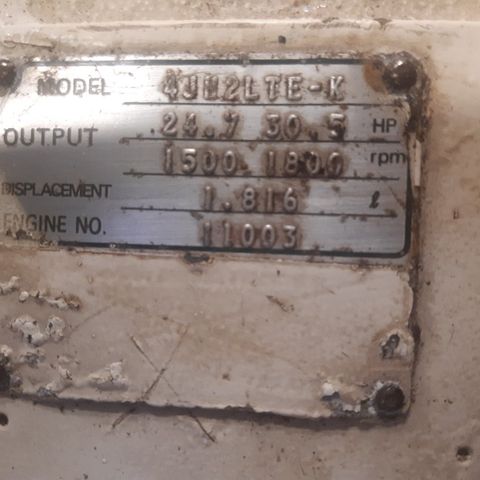 MODEL 4JH2LTE-K
OUTPUT 24.7 30.5 HP
1500 1800 rpm
DISPLACEMENT 1.816 ℓ
ENGINE NO. 11003